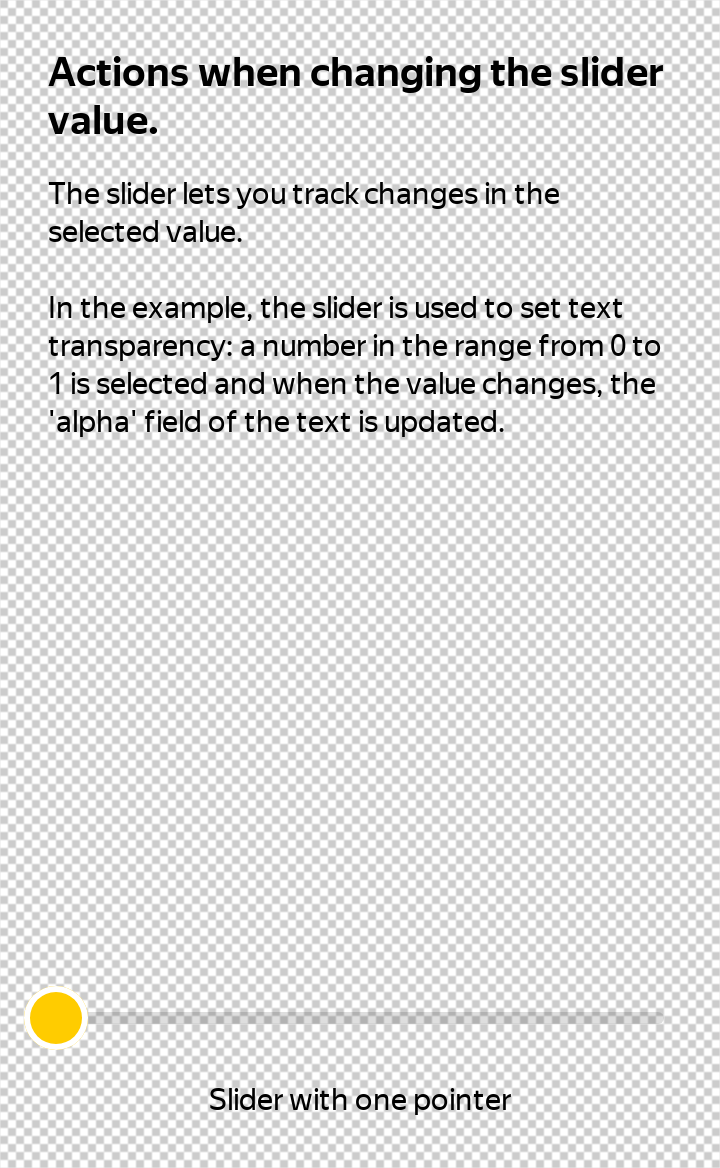 Actions when changing the slider
value.
The slider lets you track changes in the
selected value.
In the example, the slider is used to set text
transparency: a number in the range from 0 to
1 is selected and when the value changes, the
'alpha' field of the text is updated.
Slider with one pointer